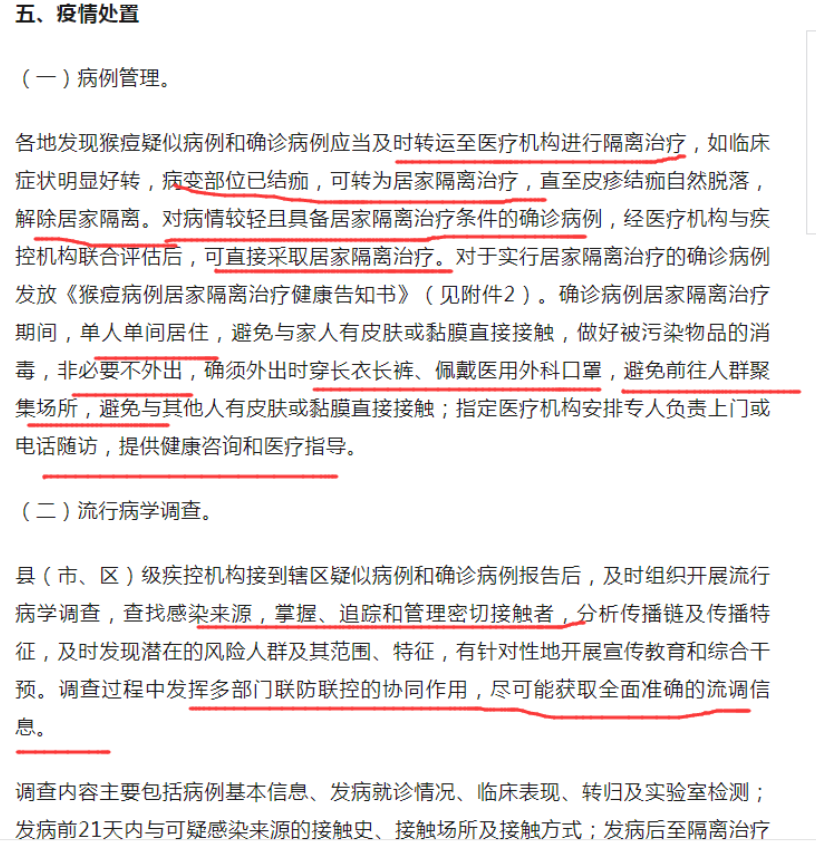 五、疫情处置
（一）病例管理。
各地发现猴痘疑似病例和确诊病例应当及时转运至医疗机构进行隔离治疗，如临床
症状明显好转，病变部位已结痂，可转为居家隔离治疗，直至皮疹结痂自然脱落，
解除居家隔离。对病情较轻且具备居家隔离治疗条件的确诊病例，经医疗机构与疾
控机构联合评估后，可直接采取居家隔离治疗。对于实行居家隔离治疗的确诊病例
发放《猴痘病例居家隔离治疗健康告知书》（见附件2）。确诊病例居家隔离治疗
期间，单人单间居住，避免与家人有皮肤或黏膜直接接触，做好被污染物品的消
毒，非必要不外出，确须外出时穿长衣长裤、佩戴医用外科口罩，避免前往人群聚
集场所，避免与其他人有皮肤或黏膜直接接触；指定医疗机构安排专人负责上门或
电话随访，提供健康咨询和医疗指导。
（二）流行病学调查。
县（市、区）级疾控机构接到辖区疑似病例和确诊病例报告后，及时组织开展流行
病学调查，查找感染来源，掌握、追踪和管理密切接触者，分析传播链及传播特
征，及时发现潜在的风险人群及其范围、特征，有针对性地开展宣传教育和综合干
预。调查过程中发挥多部门联防联控的协同作用，尽可能获取全面准确的流调信
息。
调查内容主要包括病例基本信息、发病就诊情况、临床表现、转归及实验室检测；
发病前21天内与可疑感染来源的接触史、接触场所及接触方式；发病后至隔离治疗